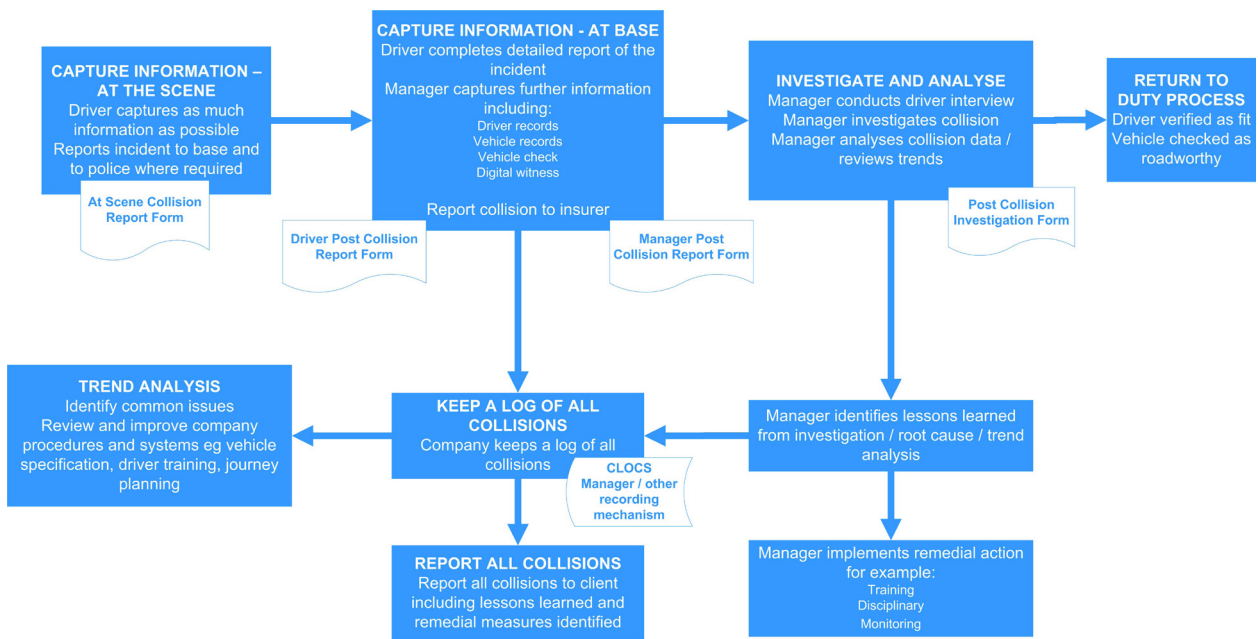 CAPTURE INFORMATION –
AT THE SCENE
Driver captures as much
information as possible
Reports incident to base and
to police where required
At Scene Collision
Report Form
CAPTURE INFORMATION - AT BASE
Driver completes detailed report of the
incident
Manager captures further information
including:
Driver records
Vehicle records
Vehicle check
Digital witness
Report collision to insurer
Driver Post Collision
Report Form
Manager Post
Collision Report Form
INVESTIGATE AND ANALYSE
Manager conducts driver interview
Manager investigates collision
Manager analyses collision data /
reviews trends
Post Collision
Investigation Form
RETURN TO
DUTY PROCESS
Driver verified as fit
Vehicle checked as
roadworthy
TREND ANALYSIS
Identify common issues
Review and improve company
procedures and systems eg vehicle
specification, driver training, journey
planning
KEEP A LOG OF ALL
COLLISIONS
Company keeps a log of all
collisions
CLOCS
Manager / other
recording
mechanism
Manager identifies lessons learned
from investigation / root cause / trend
analysis
REPORT ALL COLLISIONS
Report all collisions to client
including lessons learned and
remedial measures identified
Manager implements remedial action
for example:
Training
Disciplinary
Monitoring